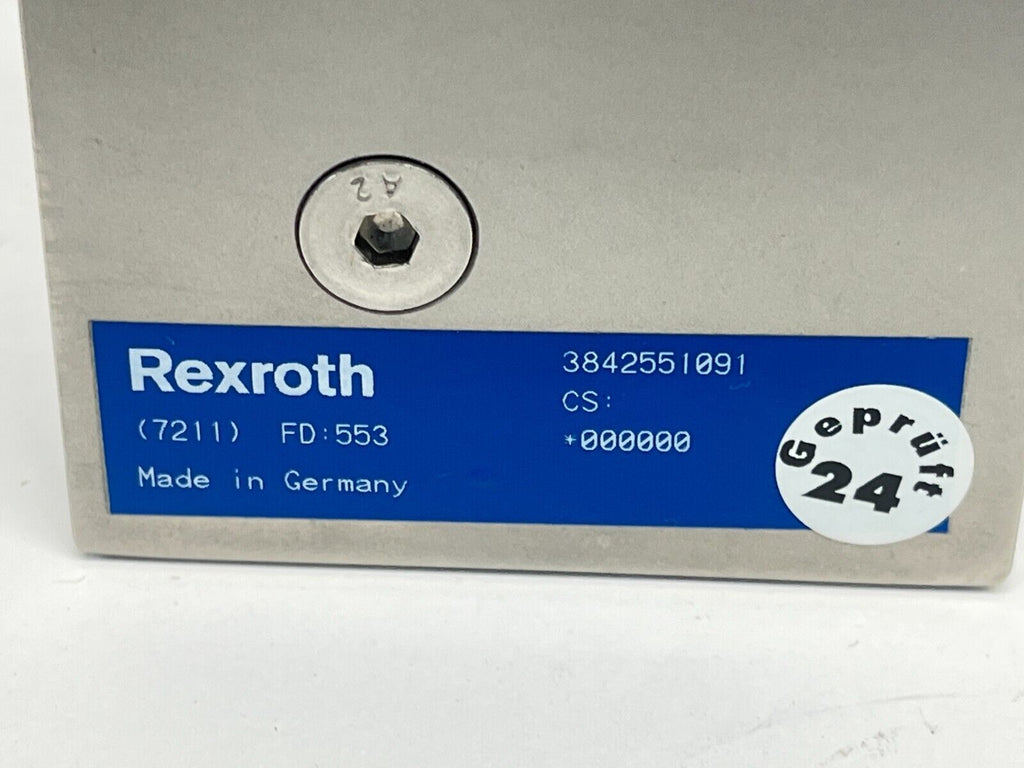 A2
Rexroth
(7211) FD:553
Made in Germany
3842551091
CS:
*000000
Geprüft
24